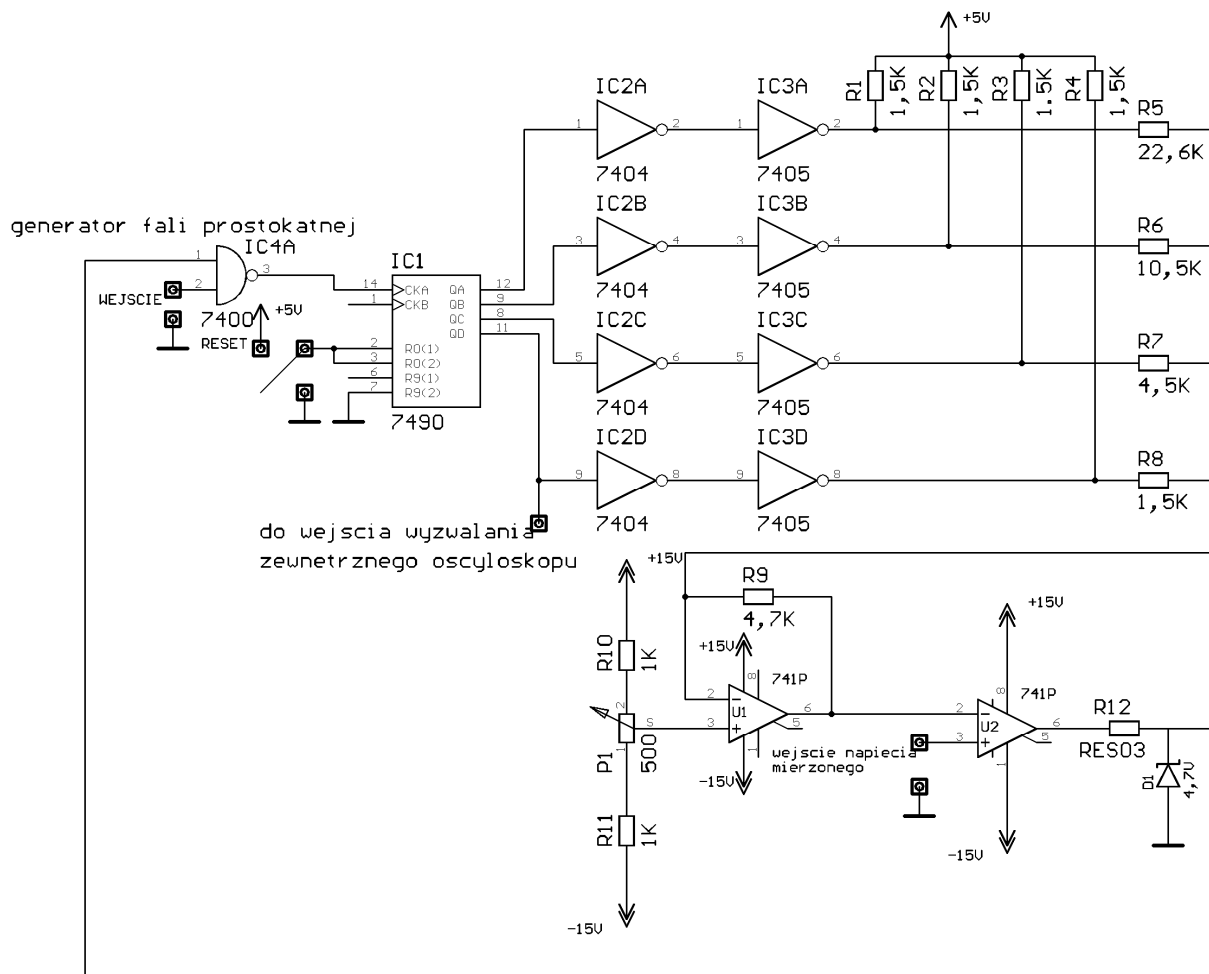 +5V
R1
1,5K
R2
1,5K
R3
1.5K
R4
1,5K
IC2A
1
2
7404
IC3A
1
2
7405
R5
22,6K
IC2B
3
4
7404
IC3B
3
4
7405
R6
10,5K
generator fali prostokatnej
IC4A
1
2
3
7400
WEJSCIE
+5V
RESET
IC1
14
CKA
1
CKB
2
R0(1)
3
R0(2)
6
R9(1)
7
R9(2)
QA
12
QB
9
QC
8
QD
11
7490
IC2C
5
6
7404
IC3C
5
6
7405
R7
4,5K
IC2D
9
8
7404
IC3D
9
8
7405
R8
1,5K
do wejscia wyzwalania
zewnetrznego oscyloskopu
+15V
R10
1K
P1
2
S
1
500
R11
1K
-15V
R9
4,7K
+15V
8
741P
2
3
U1
6
5
1
-15V
wejscie napiecia
mierzonego
+15V
8
741P
2
3
U2
6
5
1
-15V
R12
RES03
D1
4,7V